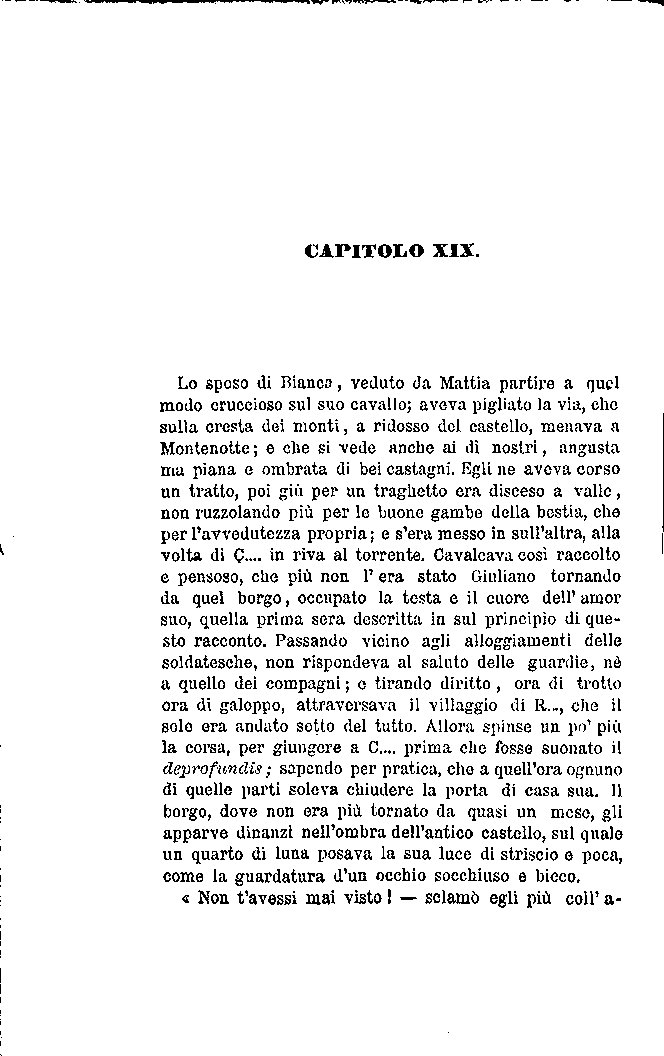 CAPITOLO XIX.
Lo sposo di Bianca, veduto da Mattia partire a quel
modo cruccioso sul suo cavallo; aveva pigliato la via, che
sulla cresta dei monti, a ridosso del castello, menava a
Montenotte; e che si vede anche ai dì nostri, angusta
ma piana e ombrata di bei castagni. Egli ne aveva corso
un tratto, poi giù per un traghetto era disceso a valle,
non ruzzolando più per le buone gambe della bestia, che
per l'avvedutezza propria; e s'era messo in sull'altra, alla
volta di C.... in riva al torrente. Cavalcava così raccolto
e pensoso, che più non l'era stato Giuliano tornando
da quel borgo, occupato la testa e il cuore dell'amor
suo, quella prima sera descritta in sul principio di que-
sto racconto. Passando vicino agli alloggiamenti delle
soldatesche, non rispondeva al saluto delle guardie, nè
a quello dei compagni; e tirando diritto, ora di trotto
ora di galoppo, attraversava il villaggio di R..., che il
sole era andato sotto del tutto. Allora spinse un po' più
la corsa, per giungere a C.... prima che fosse suonato il
deprofundis; sapendo per pratica, che a quell'ora ognuno
di quelle parti soleva chiudere la porta di casa sua. Il
borgo, dove non era più tornato da quasi un mese, gli
apparve dinanzi nell'ombra dell'antico castello, sul quale
un quarto di luna posava la sua luce di striscio e poca,
come la guardatura d'un occhio socchiuso e bieco.
« Non t'avessi mai visto! — sclamò egli più coll'a-